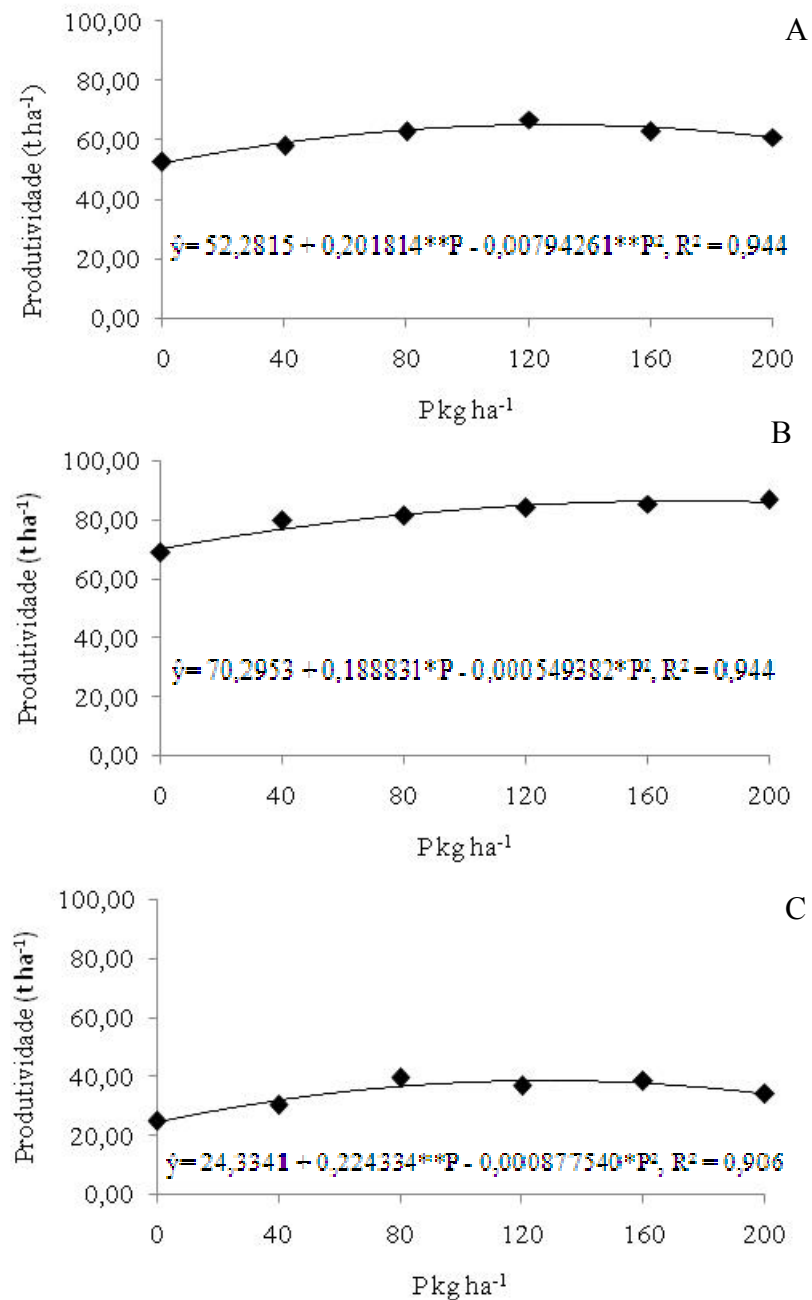 A
Produtividade (t ha⁻¹)
100,00
80,00
60,00
40,00
20,00
0,00
ŷ= 52,2815 + 0,201814**P - 0,00794261**P², R² = 0,944
0 40 80 120 160 200
P kg ha⁻¹
B
Produtividade (t ha⁻¹)
100,00
80,00
60,00
40,00
20,00
0,00
ŷ= 70,2953 + 0,188831*P - 0,000549382*P², R² = 0,944
0 40 80 120 160 200
P kg ha⁻¹
C
Produtividade (t ha⁻¹)
100,00
80,00
60,00
40,00
20,00
0,00
ŷ= 24,3341 + 0,224334**P - 0,000877540*P², R² = 0,906
0 40 80 120 160 200
P kg ha⁻¹